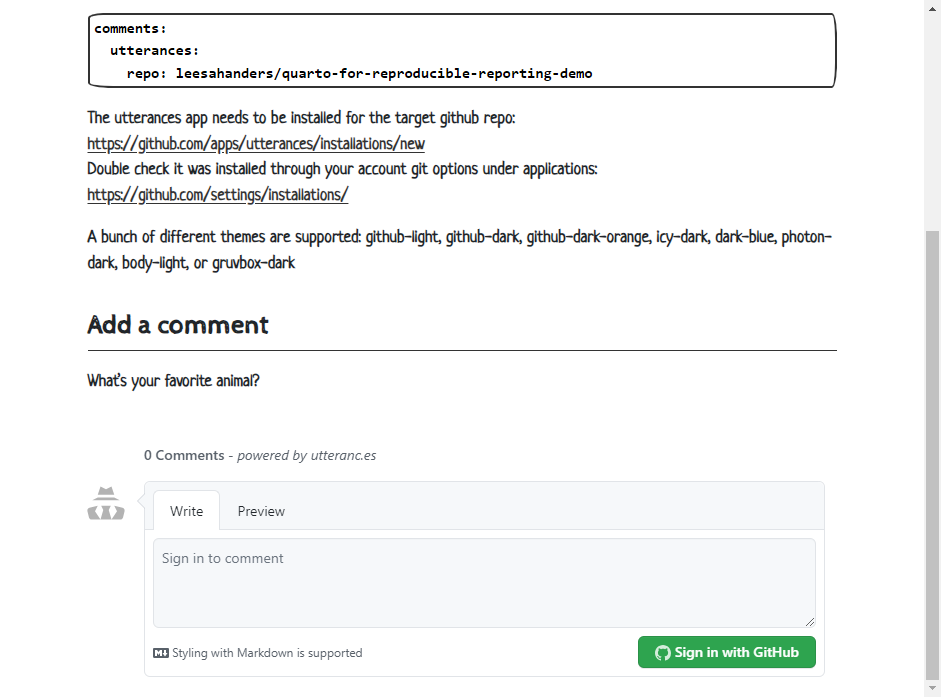 comments:
  utterances:
    repo: leesahanders/quarto-for-reproducible-reporting-demo
The utterances app needs to be installed for the target github repo:
https://github.com/apps/utterances/installations/new
Double check it was installed through your account git options under applications:
https://github.com/settings/installations/
A bunch of different themes are supported: github-light, github-dark, github-dark-orange, icy-dark, dark-blue, photon-
dark, body-light, or gruvbox-dark
Add a comment
What's your favorite animal?
0 Comments - powered by utteranc.es
Write Preview
Sign in to comment
Styling with Markdown is supported Sign in with GitHub